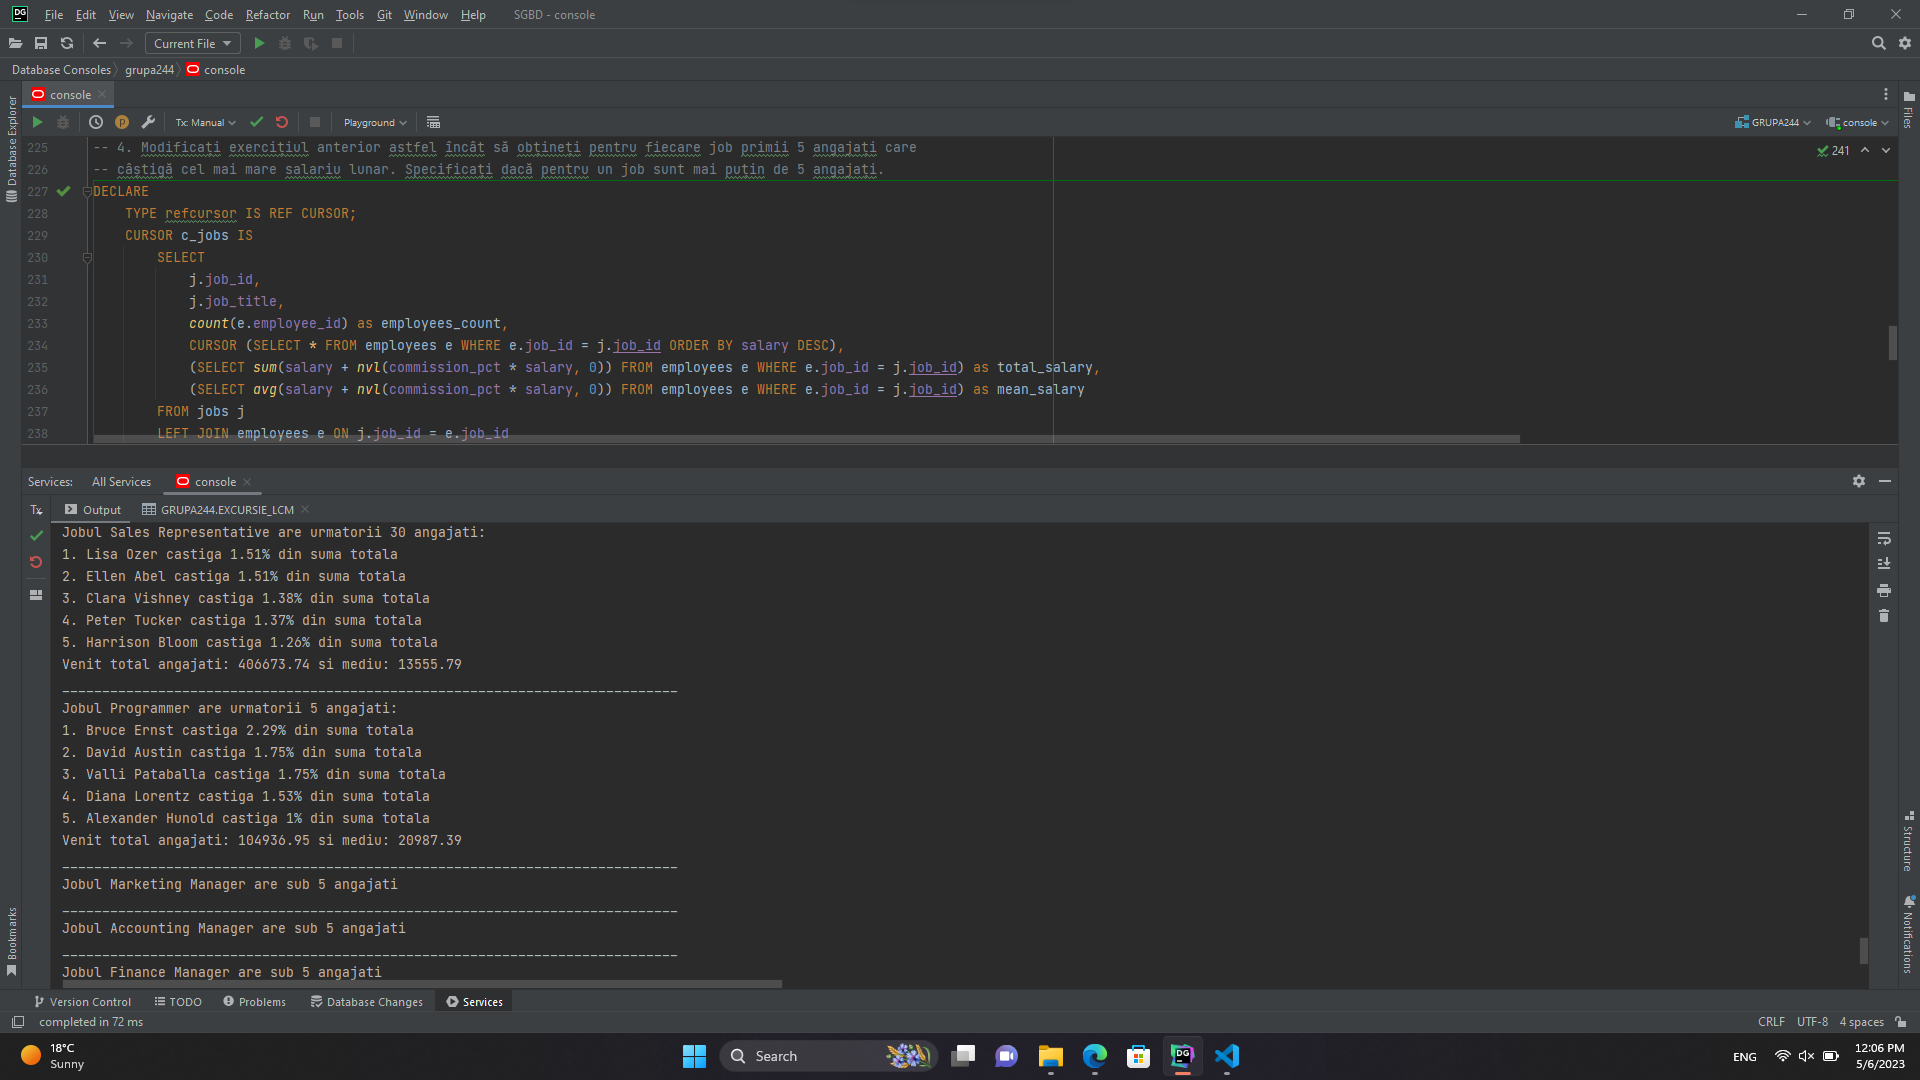 DG File Edit View Navigate Code Refactor Run Tools Git Window Help SGBD - console
Current File
Database Consoles grupa244 console
console
Tx: Manual Playground GRUPA244 console
Database Explorer
Files
241
225 -- 4. Modificați exercițiul anterior astfel încât să obțineți pentru fiecare job primii 5 angajați care
226 -- câștigă cel mai mare salariu lunar. Specificați dacă pentru un job sunt mai puțin de 5 angajați.
227 DECLARE
228 TYPE refcursor IS REF CURSOR;
229 CURSOR c_jobs IS
230 SELECT
231 j.job_id,
232 j.job_title,
233 count(e.employee_id) as employees_count,
234 CURSOR (SELECT * FROM employees e WHERE e.job_id = j.job_id ORDER BY salary DESC),
235 (SELECT sum(salary + nvl(commission_pct * salary, 0)) FROM employees e WHERE e.job_id = j.job_id) as total_salary,
236 (SELECT avg(salary + nvl(commission_pct * salary, 0)) FROM employees e WHERE e.job_id = j.job_id) as mean_salary
237 FROM jobs j
238 LEFT JOIN employees e ON j.job_id = e.job_id
Services: All Services console
Tx Output GRUPA244.EXCURSIE_LCM
Jobul Sales Representative are urmatorii 30 angajati:
1. Lisa Ozer castiga 1.51% din suma totala
2. Ellen Abel castiga 1.51% din suma totala
3. Clara Vishney castiga 1.38% din suma totala
4. Peter Tucker castiga 1.37% din suma totala
5. Harrison Bloom castiga 1.26% din suma totala
Venit total angajati: 406673.74 si mediu: 13555.79
-----------------------------------------------------------------------------
Jobul Programmer are urmatorii 5 angajati:
1. Bruce Ernst castiga 2.29% din suma totala
2. David Austin castiga 1.75% din suma totala
3. Valli Pataballa castiga 1.75% din suma totala
4. Diana Lorentz castiga 1.53% din suma totala
5. Alexander Hunold castiga 1% din suma totala
Venit total angajati: 104936.95 si mediu: 20987.39
-----------------------------------------------------------------------------
Jobul Marketing Manager are sub 5 angajati
-----------------------------------------------------------------------------
Jobul Accounting Manager are sub 5 angajati
-----------------------------------------------------------------------------
Jobul Finance Manager are sub 5 angajati
Structure
Notifications
Bookmarks
Version Control TODO Problems Database Changes Services
completed in 72 ms CRLF UTF-8 4 spaces
18°C
Sunny
Search
DG
ENG
12:06 PM
5/6/2023